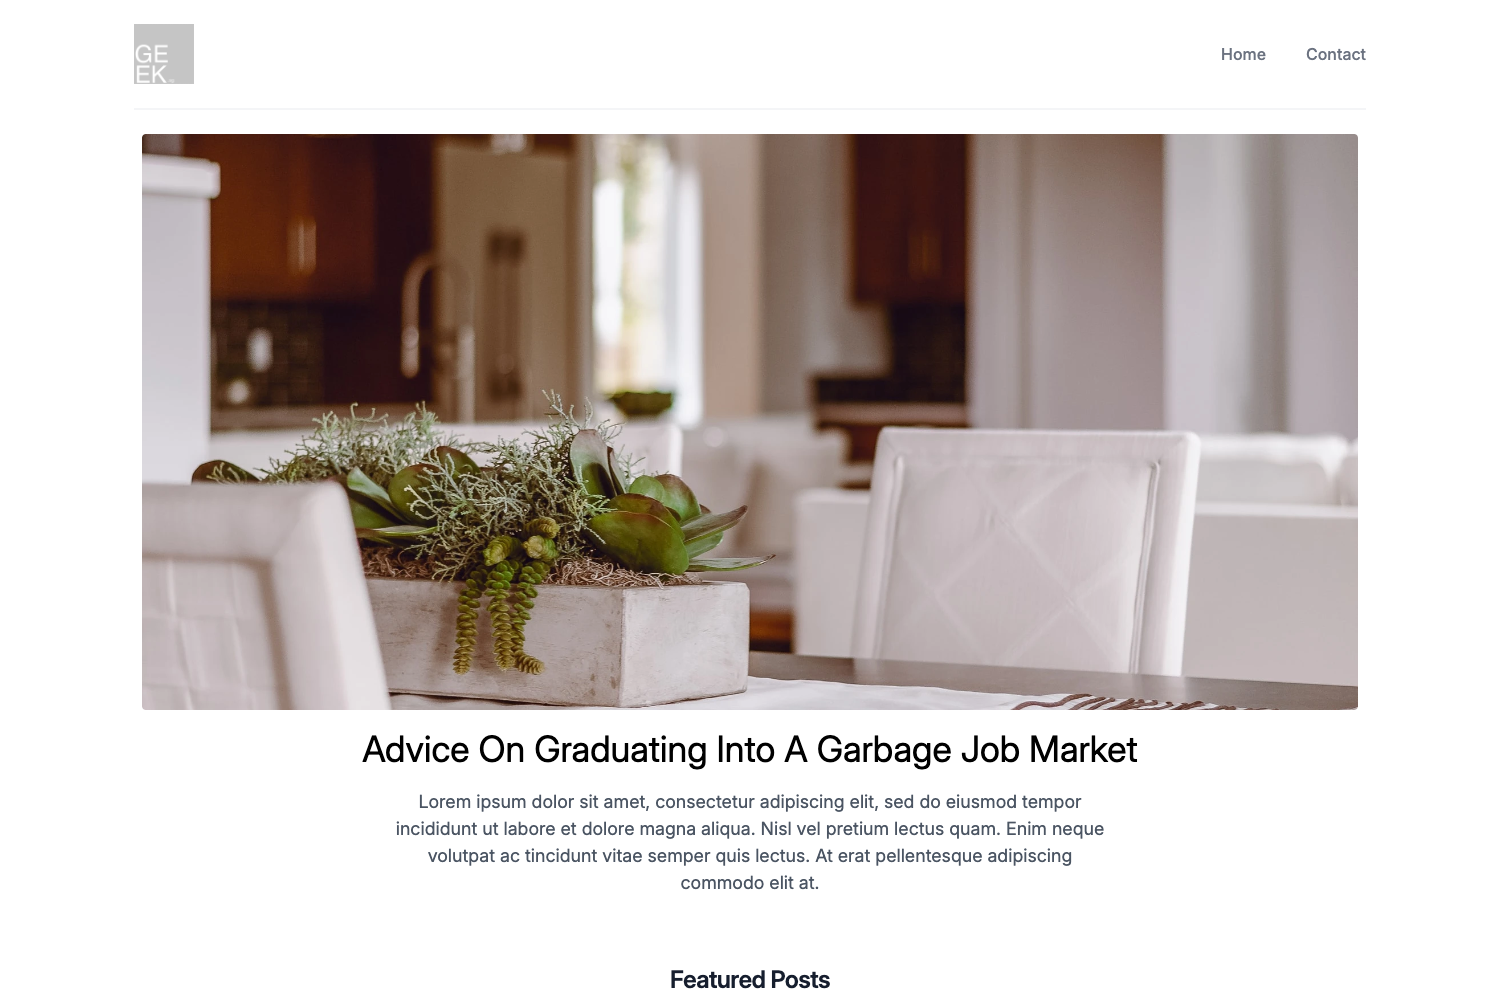 GE
EK
Home Contact
Advice On Graduating Into A Garbage Job Market
Lorem ipsum dolor sit amet, consectetur adipiscing elit, sed do eiusmod tempor
incididunt ut labore et dolore magna aliqua. Nisl vel pretium lectus quam. Enim neque
volutpat ac tincidunt vitae semper quis lectus. At erat pellentesque adipiscing
commodo elit at.
Featured Posts